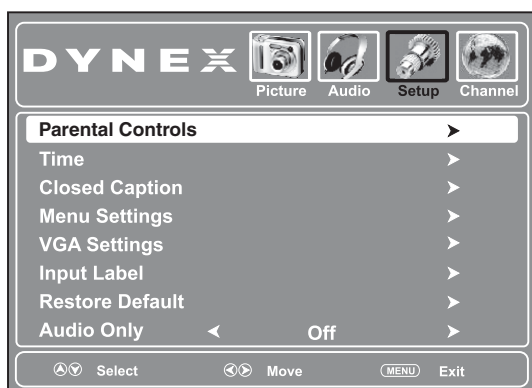 DYNEX
Picture Audio Setup Channel
Parental Controls
Time
Closed Caption
Menu Settings
VGA Settings
Input Label
Restore Default
Audio Only Off
Select Move MENU Exit